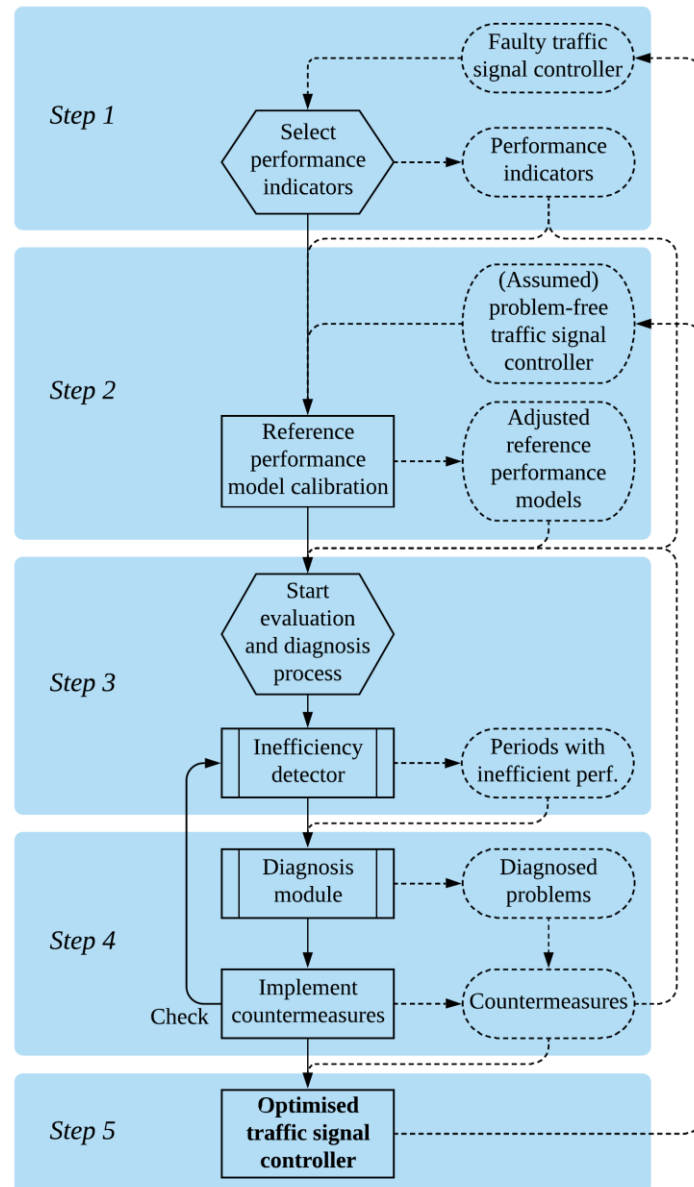 Step 1
Faulty traffic
signal controller
Select
performance
indicators
Performance
indicators
Step 2
(Assumed)
problem-free
traffic signal
controller
Reference
performance
model calibration
Adjusted
reference
performance
models
Step 3
Start
evaluation
and diagnosis
process
Inefficiency
detector
Periods with
inefficient perf.
Step 4
Diagnosis
module
Diagnosed
problems
Check
Implement
countermeasures
Countermeasures
Step 5
Optimised
traffic signal
controller